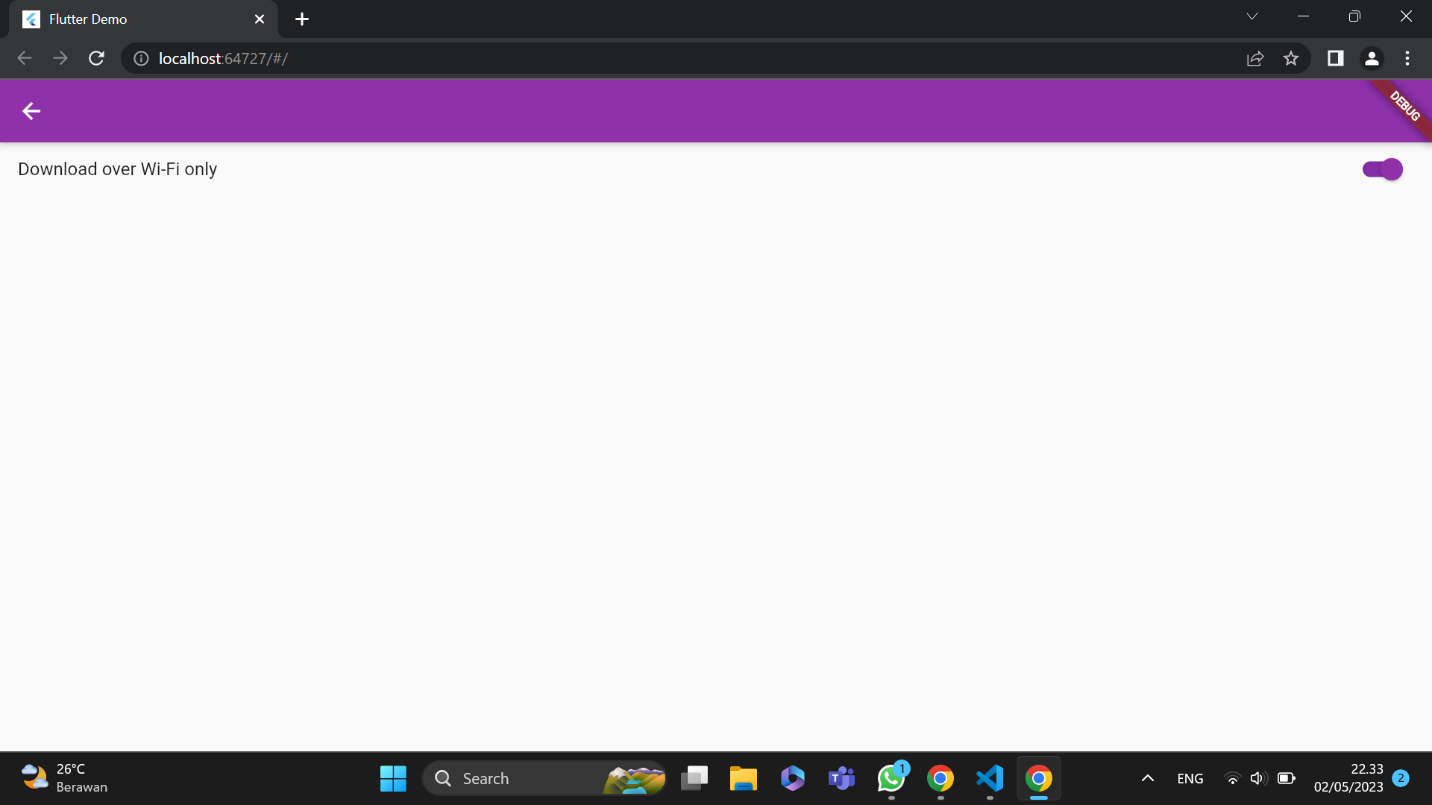 Flutter Demo
localhost:64727/#/
DEBUG
Download over Wi-Fi only
26°C
Berawan
Search
T
1
ENG
22.33
02/05/2023
2